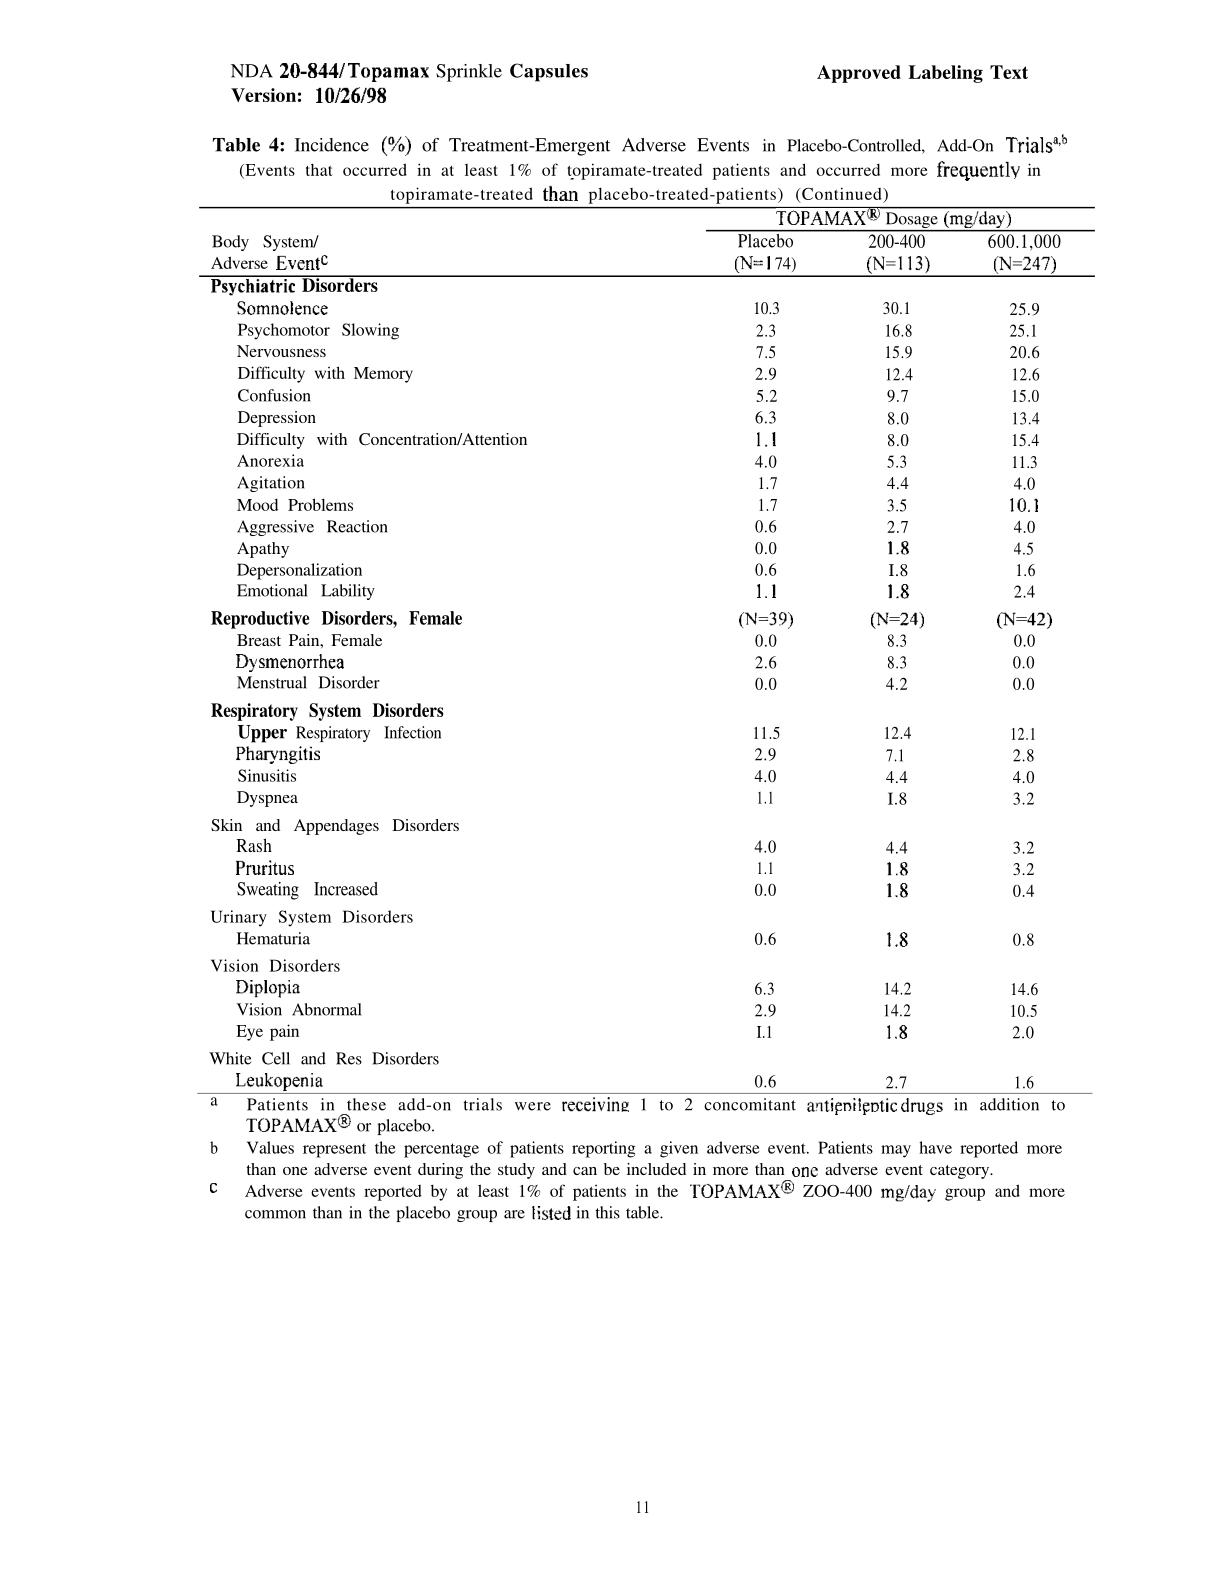 NDA 20-844/Topamax Sprinkle Capsules Approved Labeling Text
Version: 10/26/98
Table 4: Incidence (%) of Treatment-Emergent Adverse Events in Placebo-Controlled, Add-On Trials^a,b
(Events that occurred in at least 1% of topiramate-treated patients and occurred more frequently in
topiramate-treated than placebo-treated-patients) (Continued)
TOPAMAX® Dosage (mg/day)
Body System/ Placebo 200-400 600.1,000
Adverse Event^c (N=174) (N=113) (N=247)
Psychiatric Disorders
Somnolence 10.3 30.1 25.9
Psychomotor Slowing 2.3 16.8 25.1
Nervousness 7.5 15.9 20.6
Difficulty with Memory 2.9 12.4 12.6
Confusion 5.2 9.7 15.0
Depression 6.3 8.0 13.4
Difficulty with Concentration/Attention 1.1 8.0 15.4
Anorexia 4.0 5.3 11.3
Agitation 1.7 4.4 4.0
Mood Problems 1.7 3.5 10.1
Aggressive Reaction 0.6 2.7 4.0
Apathy 0.0 1.8 4.5
Depersonalization 0.6 I.8 1.6
Emotional Lability 1.1 1.8 2.4
Reproductive Disorders, Female (N=39) (N=24) (N=42)
Breast Pain, Female 0.0 8.3 0.0
Dysmenorrhea 2.6 8.3 0.0
Menstrual Disorder 0.0 4.2 0.0
Respiratory System Disorders
Upper Respiratory Infection 11.5 12.4 12.1
Pharyngitis 2.9 7.1 2.8
Sinusitis 4.0 4.4 4.0
Dyspnea 1.1 I.8 3.2
Skin and Appendages Disorders
Rash 4.0 4.4 3.2
Pruritus 1.1 1.8 3.2
Sweating Increased 0.0 1.8 0.4
Urinary System Disorders
Hematuria 0.6 1.8 0.8
Vision Disorders
Diplopia 6.3 14.2 14.6
Vision Abnormal 2.9 14.2 10.5
Eye pain I.1 1.8 2.0
White Cell and Res Disorders
Leukopenia 0.6 2.7 1.6
a Patients in these add-on trials were receiving 1 to 2 concomitant antiepileptic drugs in addition to
TOPAMAX® or placebo.
b Values represent the percentage of patients reporting a given adverse event. Patients may have reported more
than one adverse event during the study and can be included in more than one adverse event category.
c Adverse events reported by at least 1% of patients in the TOPAMAX® ZOO-400 mg/day group and more
common than in the placebo group are listed in this table.
11